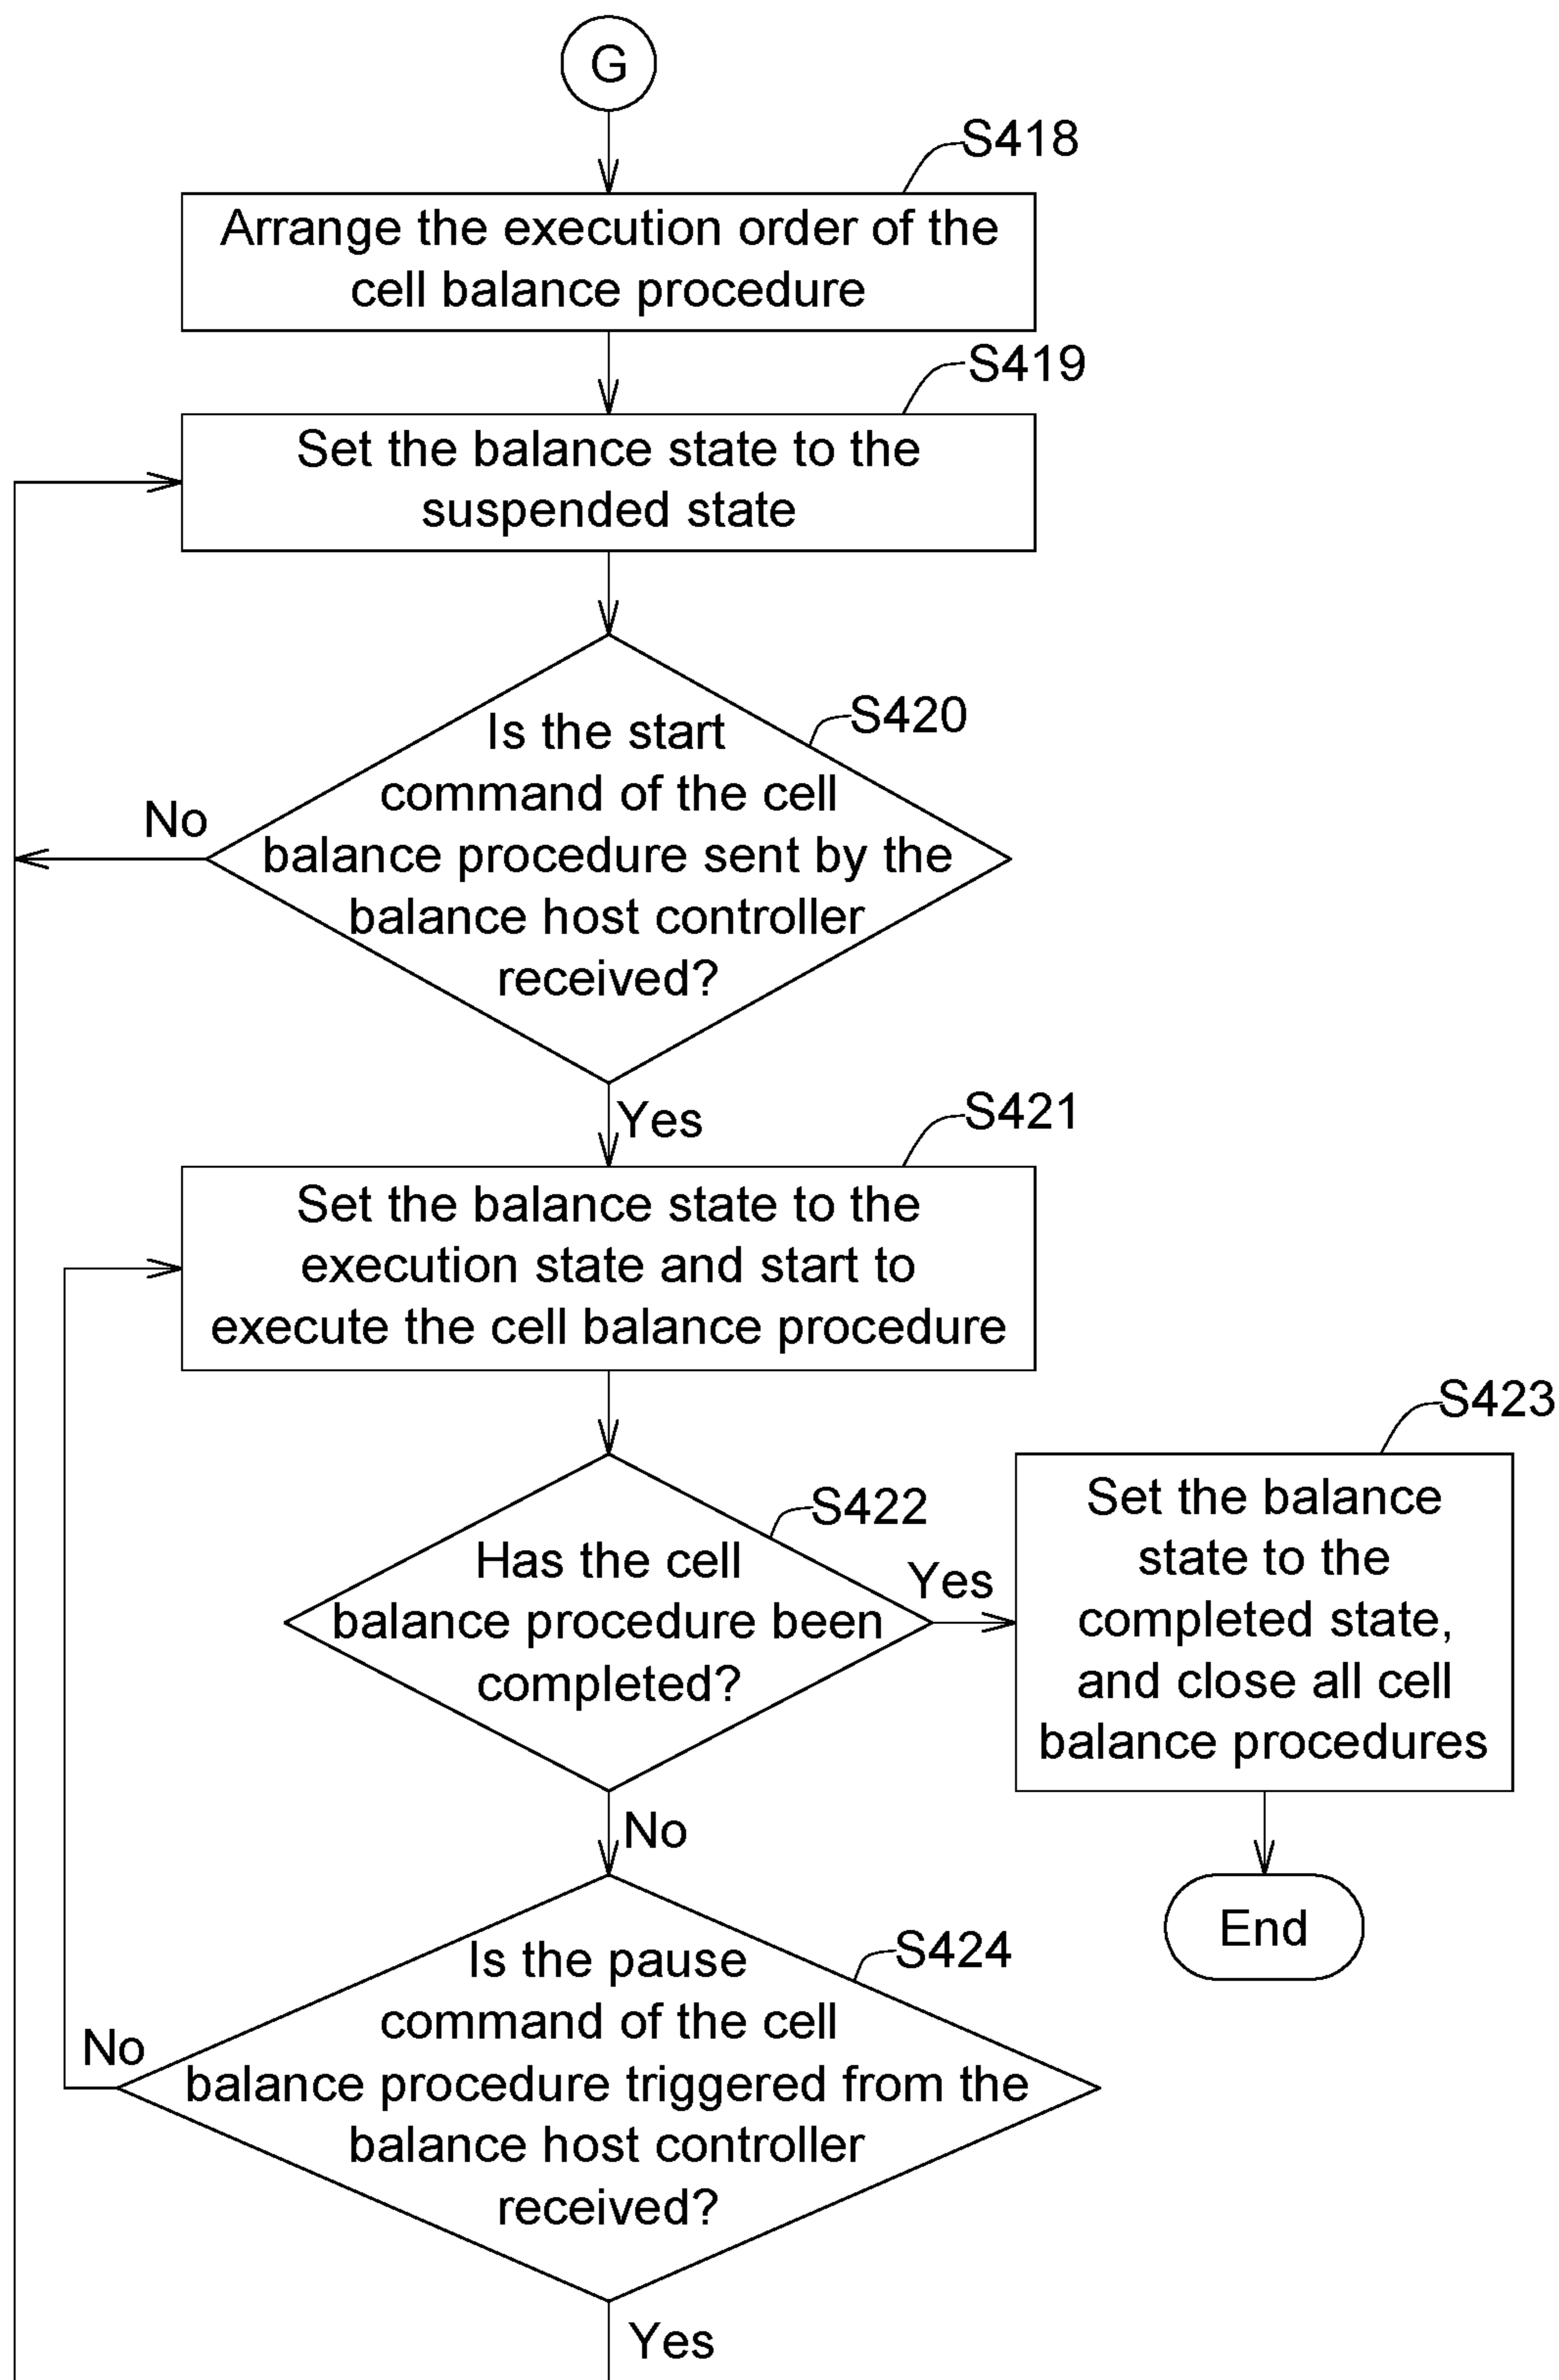 G
S418
Arrange the execution order of the
cell balance procedure
S419
Set the balance state to the
suspended state
S420
Is the start
command of the cell
balance procedure sent by the
balance host controller
received?
No
Yes
S421
Set the balance state to the
execution state and start to
execute the cell balance procedure
S422
Has the cell
balance procedure been
completed?
Yes
S423
Set the balance
state to the
completed state,
and close all cell
balance procedures
End
No
S424
Is the pause
command of the cell
balance procedure triggered from the
balance host controller
received?
No
Yes